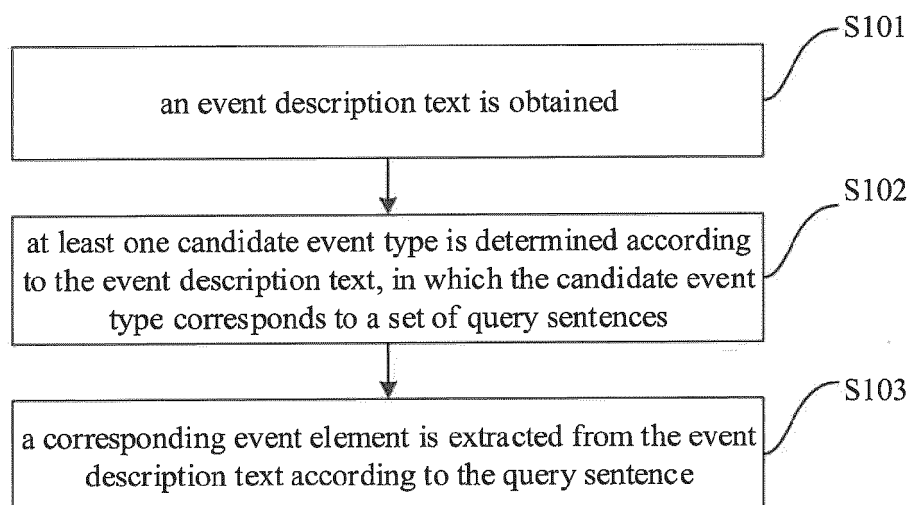 S101
an event description text is obtained
S102
at least one candidate event type is determined according
to the event description text, in which the candidate event
type corresponds to a set of query sentences
S103
a corresponding event element is extracted from the event
description text according to the query sentence